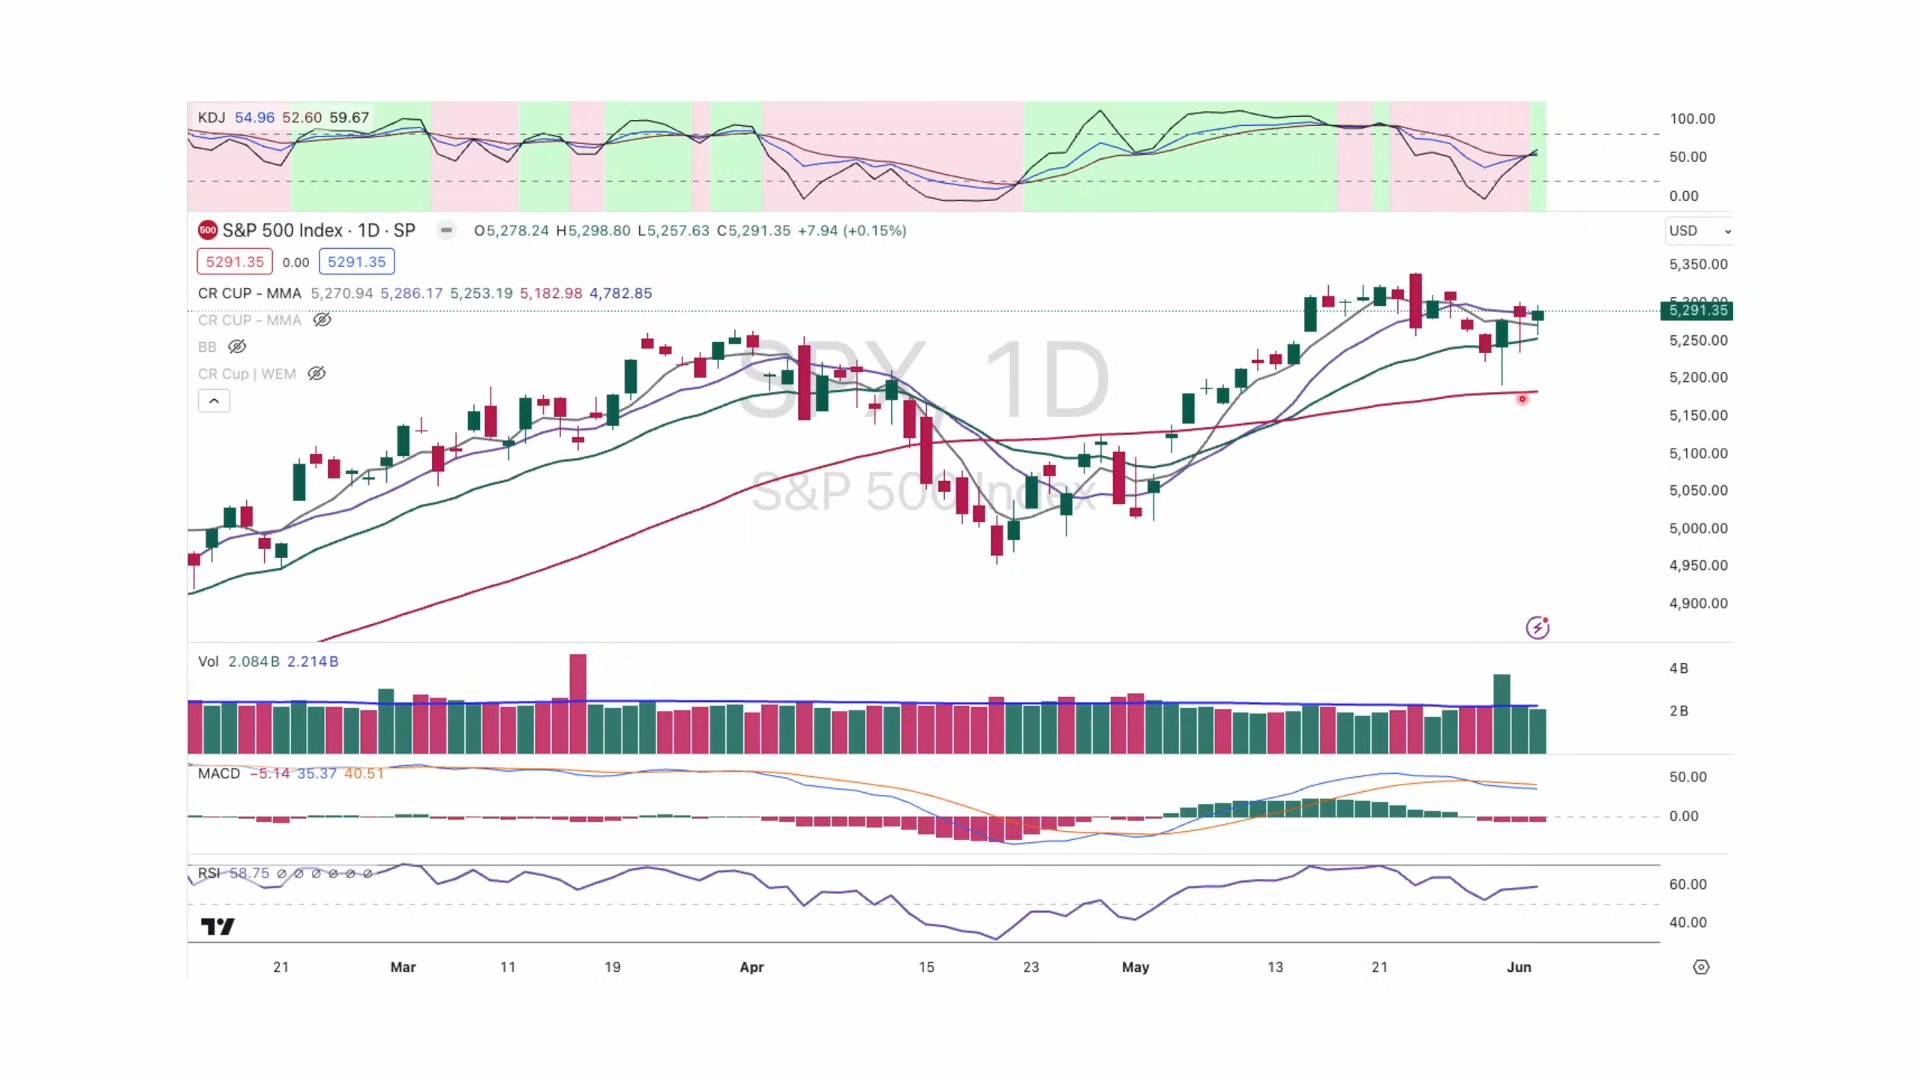 KDJ 54.96 52.60 59.67
100.00
50.00
0.00
500 S&P 500 Index · 1D · SP O5,278.24 H5,298.80 L5,257.63 C5,291.35 +7.94 (+0.15%)
USD
5291.35 0.00 5291.35
CR CUP - MMA 5,270.94 5,286.17 5,253.19 5,182.98 4,782.85
CR CUP - MMA
BB
CR Cup | WEM
SPX, 1D
S&P 500 Index
5,350.00
5,300.00
5,291.35
5,250.00
5,200.00
5,150.00
5,100.00
5,050.00
5,000.00
4,950.00
4,900.00
Vol 2.084B 2.214B
4B
2B
MACD −5.14 35.37 40.51
50.00
0.00
RSI 58.75 ∅ ∅ ∅ ∅ ∅ ∅
60.00
40.00
21 Mar 11 19 Apr 15 23 May 13 21 Jun